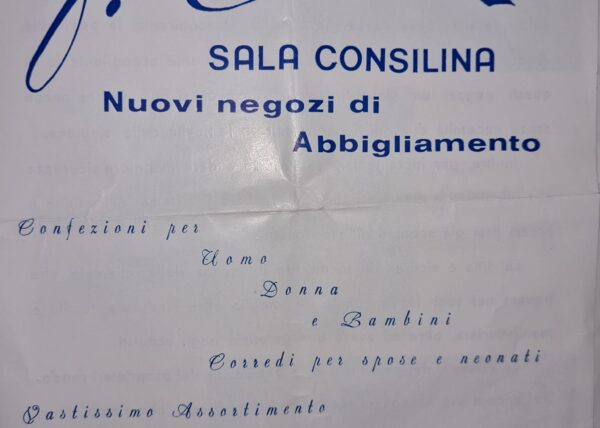 SALA CONSILINA
Nuovi negozi di
Abbigliamento
Confezioni per
Uomo
Donna
e Bambini
Corredi per spose e neonati
Vastissimo Assortimento